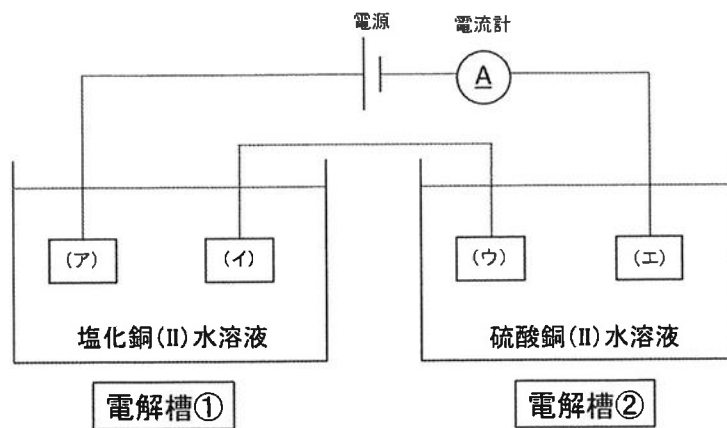 電源
電流計
A
(ア)
(イ)
(ウ)
(エ)
塩化銅(II)水溶液
硫酸銅(II)水溶液
電解槽①
電解槽②